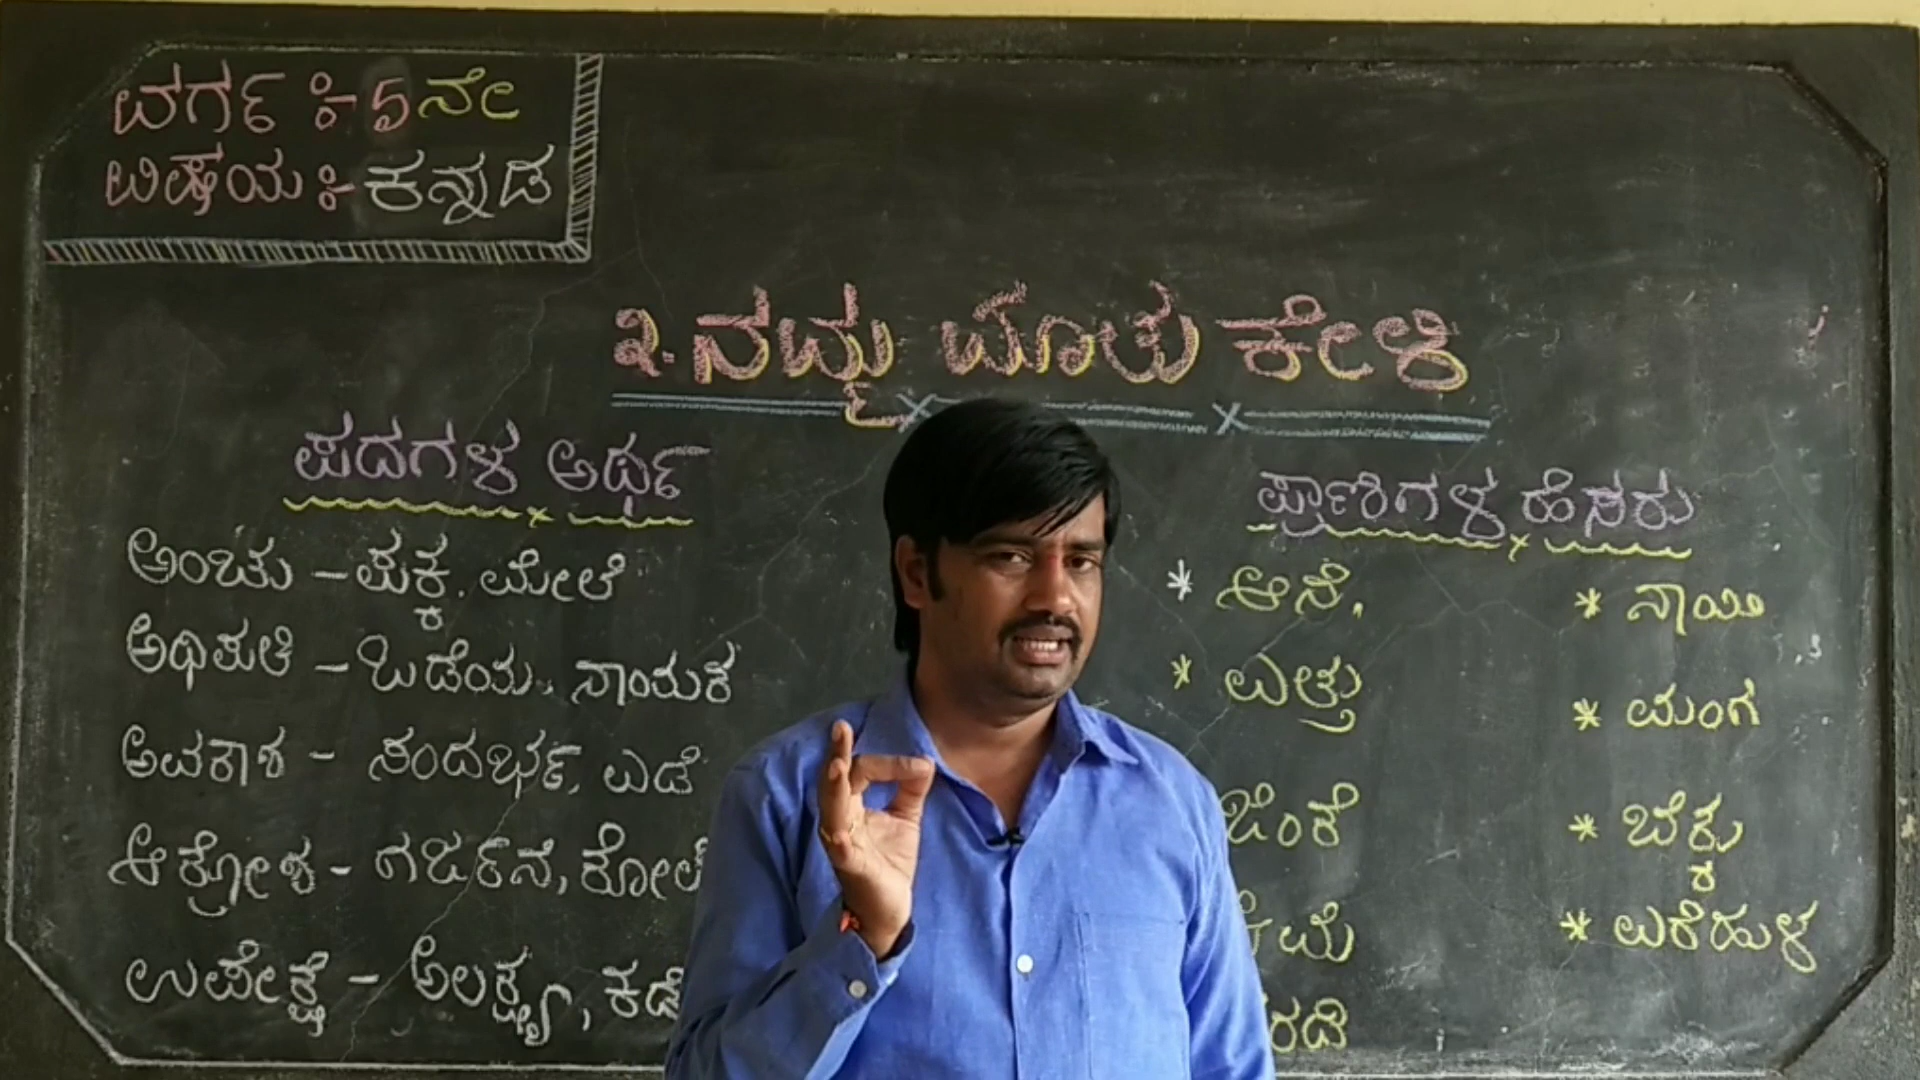 ವರ್ಗ :- 5ನೇ
ವಿಷಯ :- ಕನ್ನಡ
೩. ನಮ್ಮ ಮಾತು ಕೇಳಿ
ಪದಗಳ ಅರ್ಥ
ಅಂಚು - ಪಕ್ಕ. ಮೇಲೆ
ಅಧಿಪತಿ - ಒಡೆಯ. ನಾಯಕ
ಅವಕಾಶ - ಸಂದರ್ಭ, ಎಡೆ
ಆಕ್ರೋಶ - ಗರ್ಜನೆ,
ಉಪೇಕ್ಷೆ - ಅಲಕ್ಷ್ಯ,
ಪ್ರಾಣಿಗಳ ಹೆಸರು
* ಆನೆ, * ನಾಯಿ
* ಎತ್ತು * ಮಂಗ
ಜಿಂಕೆ * ಬೆಕ್ಕು
* ಎರೆಹುಳ